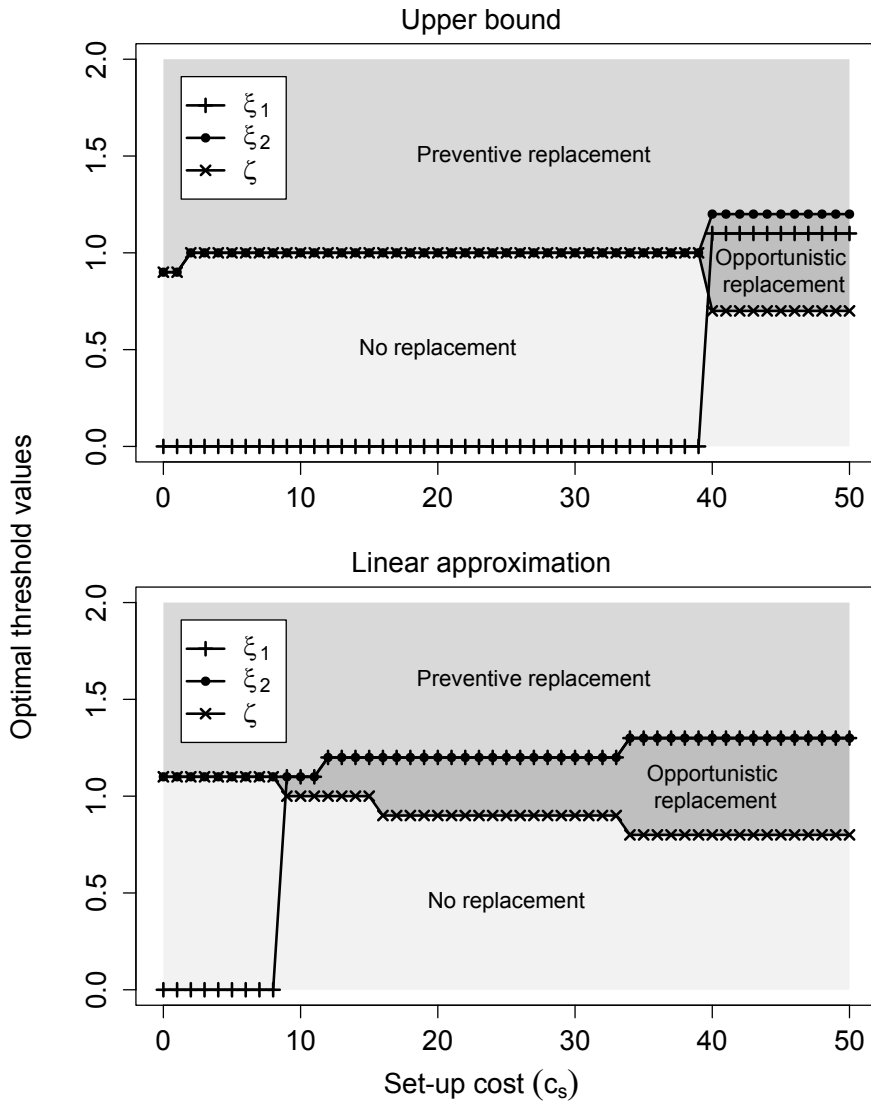 Upper bound
2.0
1.5
1.0
0.5
0.0
ξ1
ξ2
ζ
Preventive replacement
Opportunistic
replacement
No replacement
0 10 20 30 40 50
Optimal threshold values
Linear approximation
2.0
1.5
1.0
0.5
0.0
ξ1
ξ2
ζ
Preventive replacement
Opportunistic
replacement
No replacement
0 10 20 30 40 50
Set-up cost (cs)